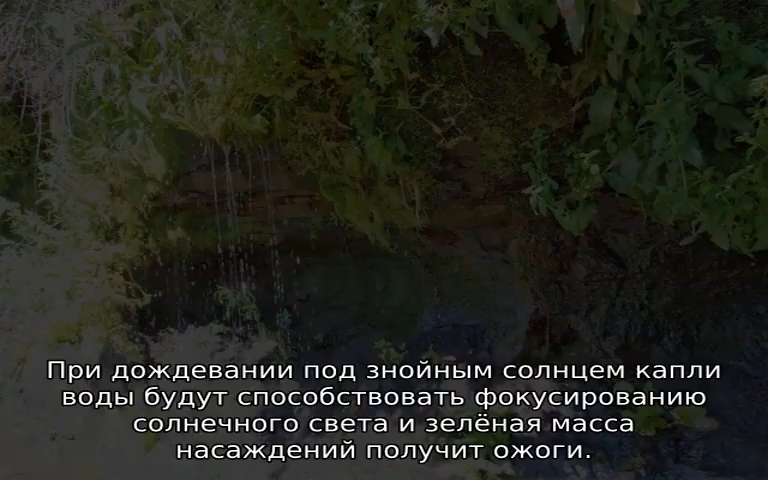 При дождевании под знойным солнцем капли
воды будут способствовать фокусированию
солнечного света и зелёная масса
насаждений получит ожоги.